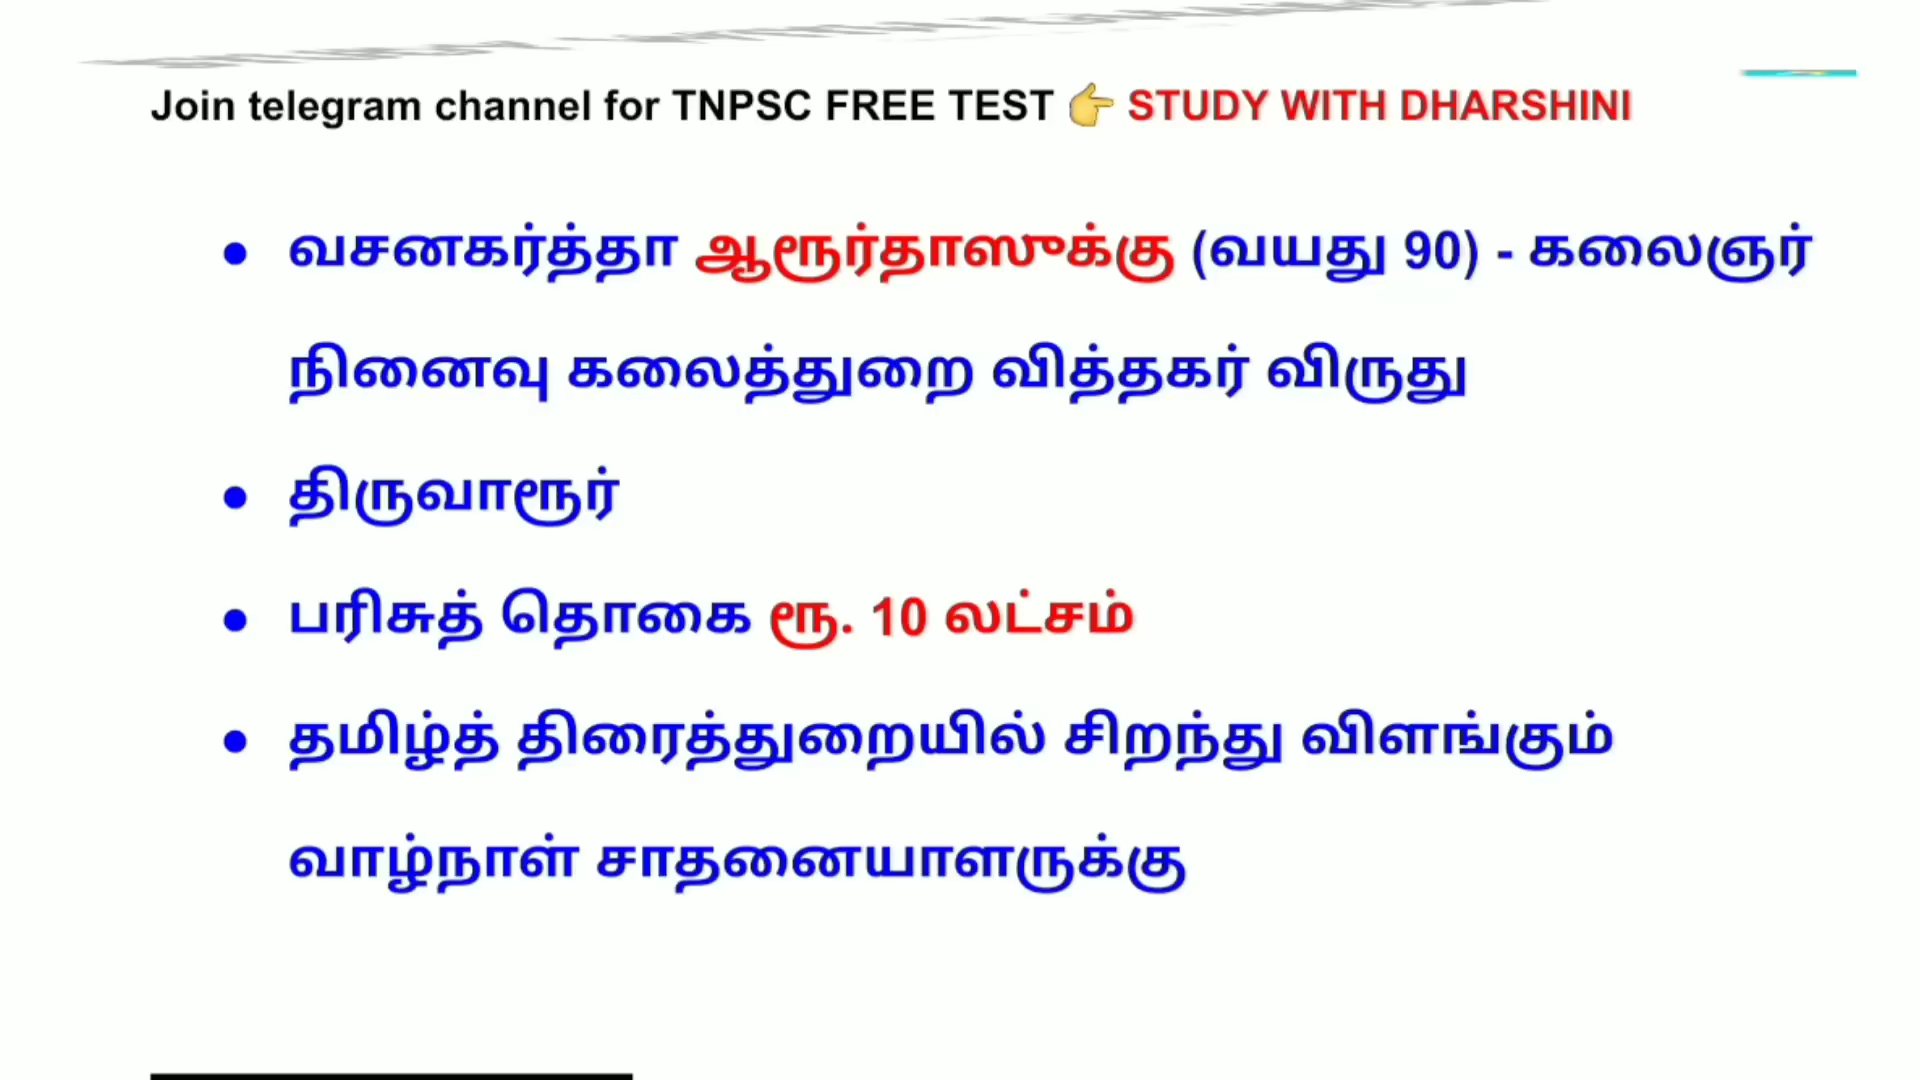 Join telegram channel for TNPSC FREE TEST 👉 STUDY WITH DHARSHINI
● வசனகர்த்தா ஆரூர்தாஸுக்கு (வயது 90) - கலைஞர்
நினைவு கலைத்துறை வித்தகர் விருது
● திருவாரூர்
● பரிசுத் தொகை ரூ. 10 லட்சம்
● தமிழ்த் திரைத்துறையில் சிறந்து விளங்கும்
வாழ்நாள் சாதனையாளருக்கு